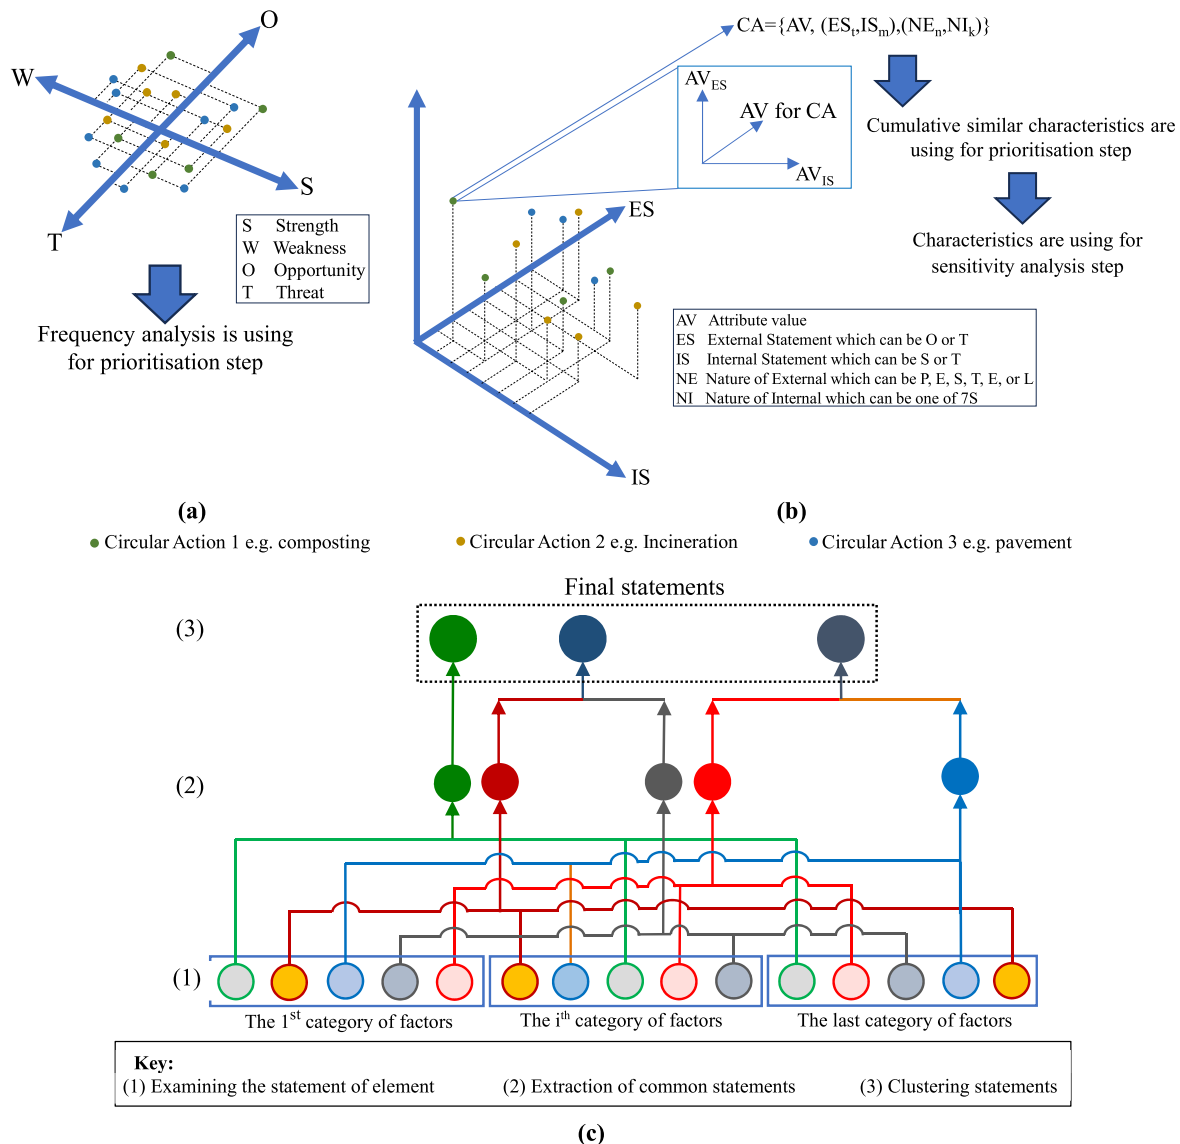 O
W
S
T
S Strength
W Weakness
O Opportunity
T Threat
Frequency analysis is using
for prioritisation step
(a)
CA={AV, (ESt,ISm),(NEn,NIk)}
AVES
AV for CA
AVIS
Cumulative similar characteristics are
using for prioritisation step
Characteristics are using for
sensitivity analysis step
ES
IS
AV Attribute value
ES External Statement which can be O or T
IS Internal Statement which can be S or T
NE Nature of External which can be P, E, S, T, E, or L
NI Nature of Internal which can be one of 7S
(b)
Circular Action 1 e.g. composting
Circular Action 2 e.g. Incineration
Circular Action 3 e.g. pavement
Final statements
(3)
(2)
(1)
The 1st category of factors
The ith category of factors
The last category of factors
Key:
(1) Examining the statement of element
(2) Extraction of common statements
(3) Clustering statements
(c)